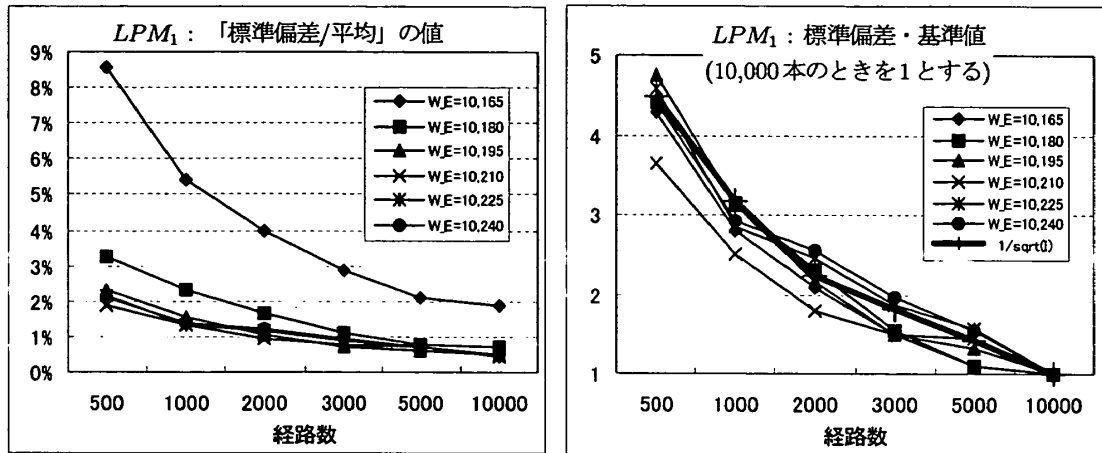 LPM1: 「標準偏差/平均」の値
9%
8%
7%
6%
5%
4%
3%
2%
1%
0%
W_E=10,165
W_E=10,180
W_E=10,195
W_E=10,210
W_E=10,225
W_E=10,240
500 1000 2000 3000 5000 10000
経路数
LPM1: 標準偏差・基準値
(10,000本のときを1とする)
5
4
3
2
1
W_E=10,165
W_E=10,180
W_E=10,195
W_E=10,210
W_E=10,225
W_E=10,240
1/sqrt(I)
500 1000 2000 3000 5000 10000
経路数